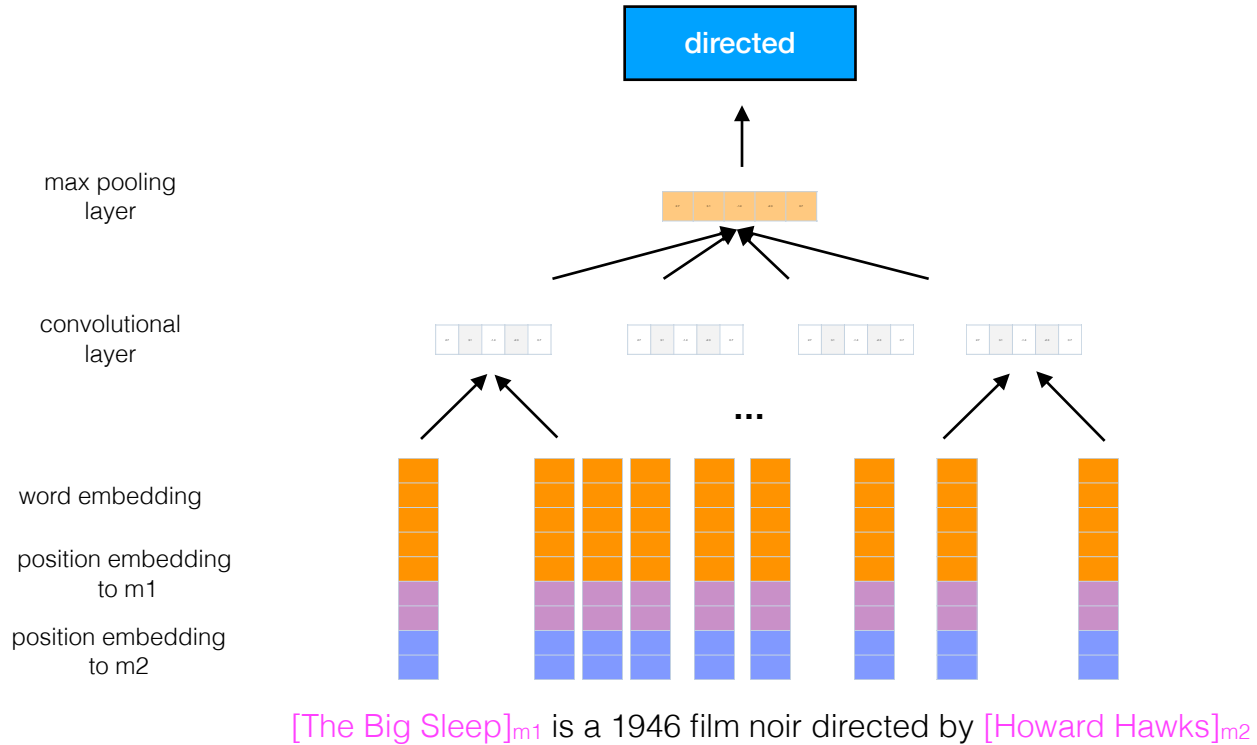 directed
max pooling
layer
convolutional
layer
...
word embedding
position embedding
to m1
position embedding
to m2
[The Big Sleep]m1 is a 1946 film noir directed by [Howard Hawks]m2